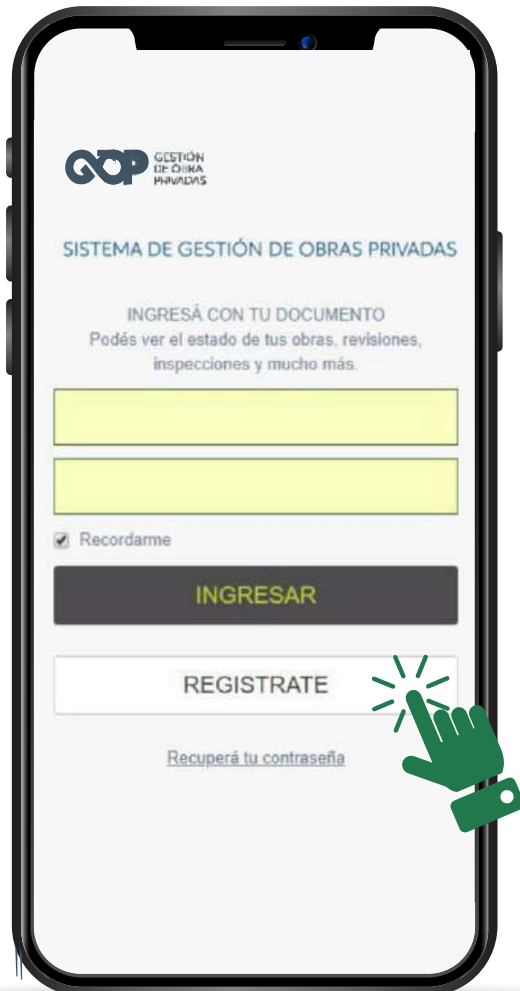 GOP GESTIÓN
DE OBRA
PRIVADAS
SISTEMA DE GESTIÓN DE OBRAS PRIVADAS
INGRESÁ CON TU DOCUMENTO
Podés ver el estado de tus obras, revisiones,
inspecciones y mucho más.
Recordarme
INGRESAR
REGISTRATE
Recuperá tu contraseña